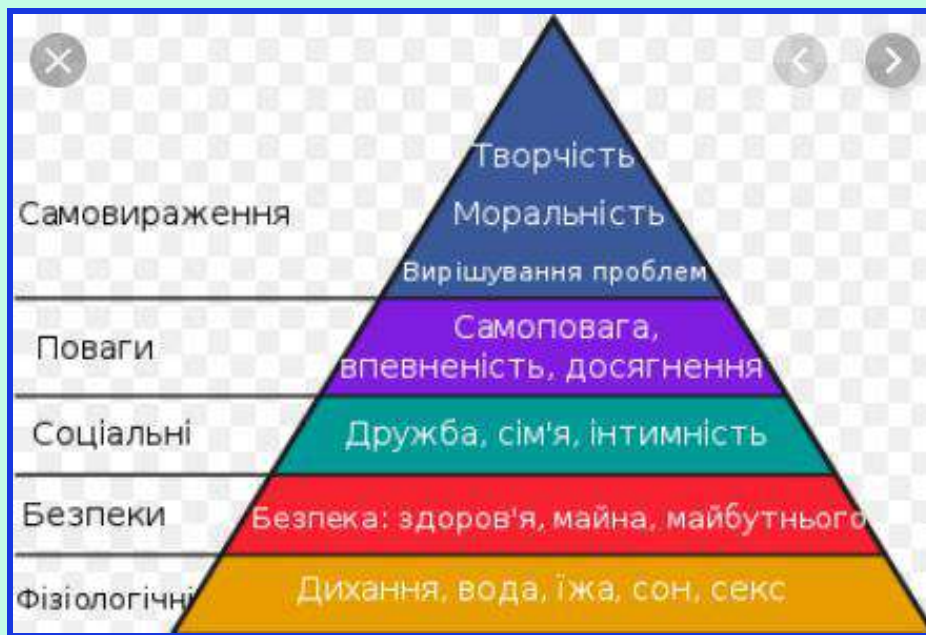 Творчість
Самовираження
Моральність
Вирішування проблем
Поваги
Самоповага,
впевненість, досягнення
Соціальні
Дружба, сім'я, інтимність
Безпеки
Безпека: здоров'я, майна, майбутнього
Фізіологічні
Дихання, вода, їжа, сон, секс